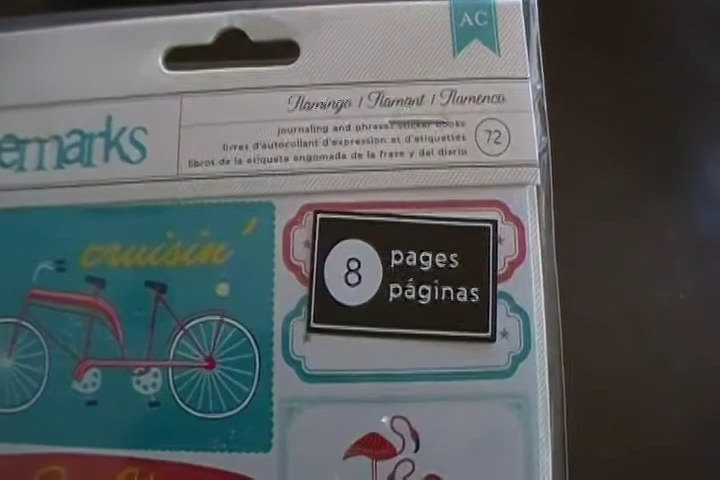 AC
Flamingo / Flamant / Flamenco
journaling and phrase sticker books
livres d'autocollant d'expression et d'etiquettes
libros de la etiqueta engomada de la frase y del diario
72
emarks
cruisin'
8 pages
páginas